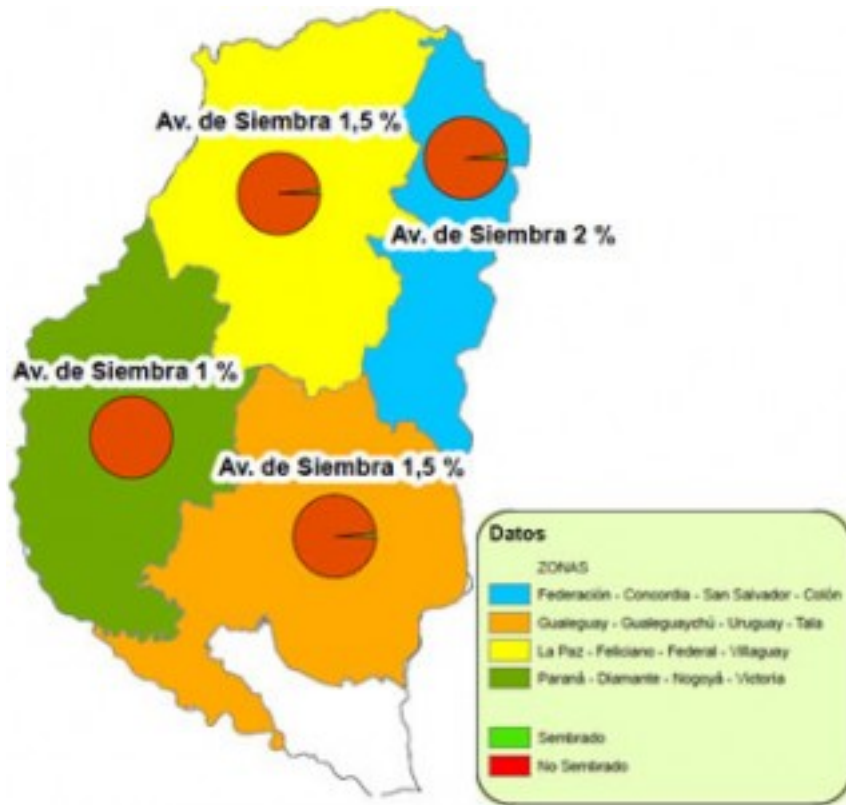 Av. de Siembra 1,5 %
Av. de Siembra 2 %
Av. de Siembra 1 %
Av. de Siembra 1,5 %
Datos
ZONAS
Federación - Concordia - San Salvador - Colón
Gualeguay - Gualeguaychú - Uruguay - Tala
La Paz - Feliciano - Federal - Villaguay
Paraná - Diamante - Nogoyá - Victoria
Sembrado
No Sembrado